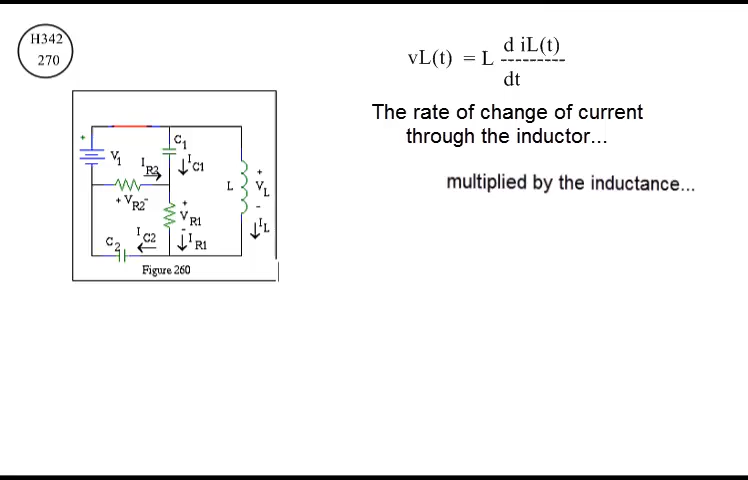 H342
270
vL(t) = L d iL(t)
---------
dt
The rate of change of current
through the inductor...
multiplied by the inductance...
+
V1
C1
IR2
IC1
+ VR2 -
L
+
VL
-
IL
+
VR1
-
IR1
C2
IC2
Figure 260